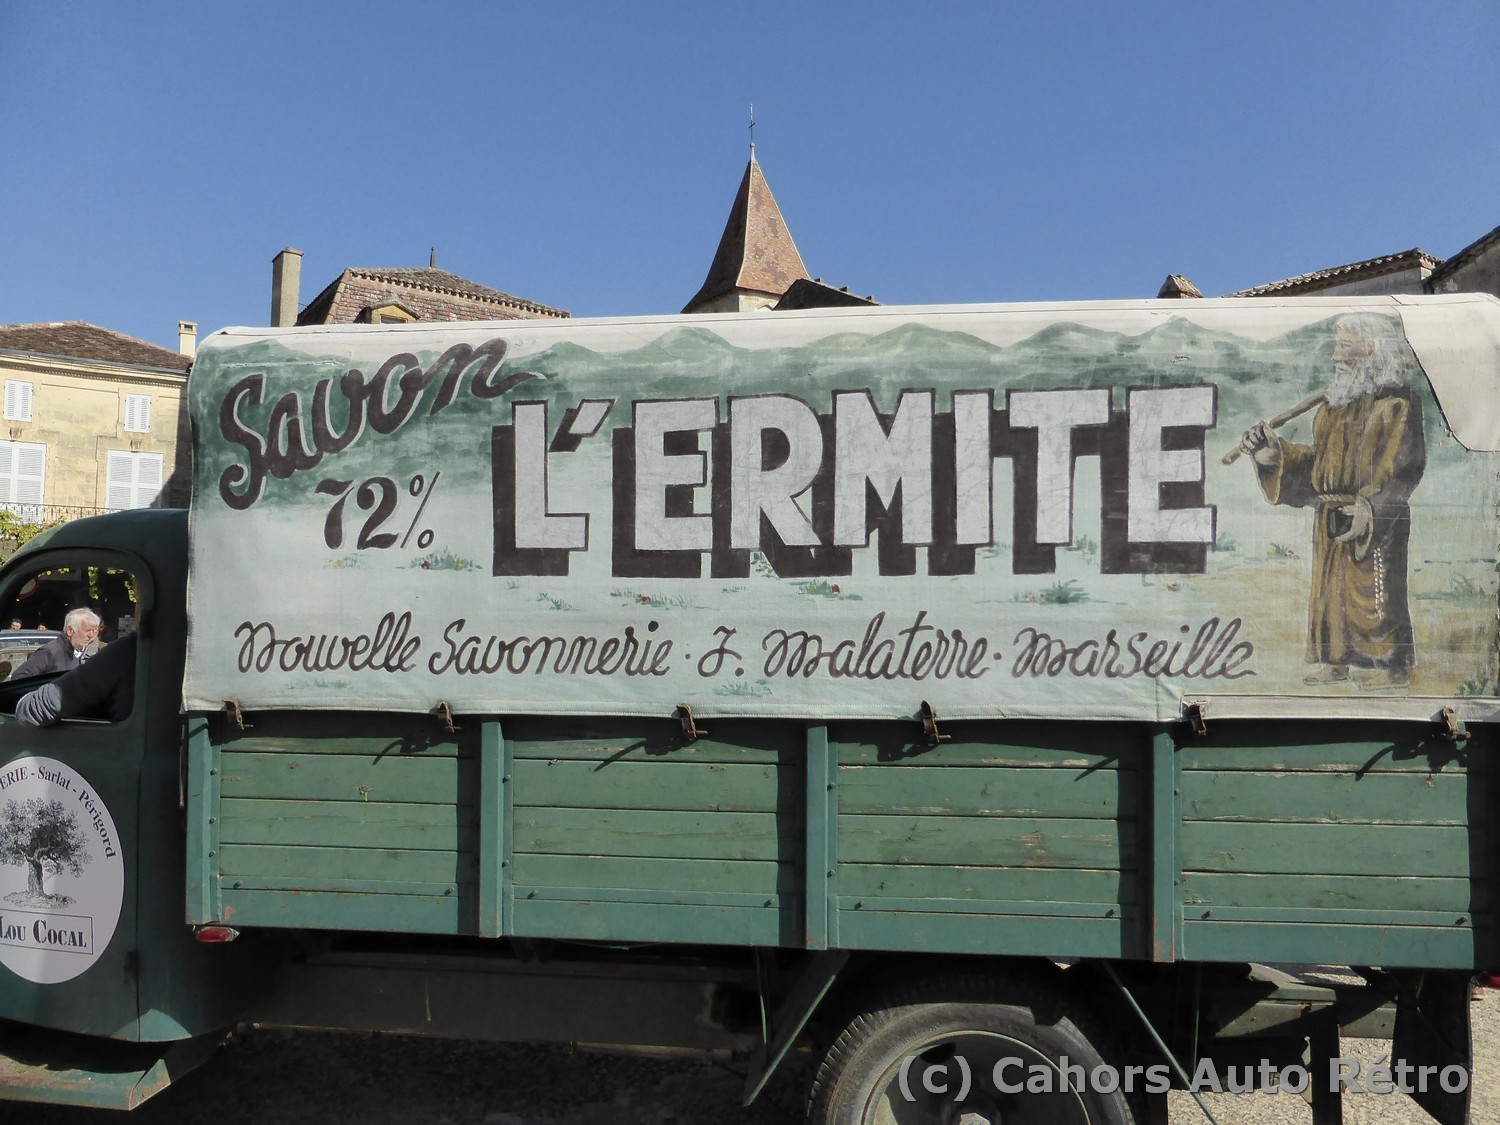 Savon
72%
L'ERMITE
Nouvelle Savonnerie · J. Malaterre · Marseille
ERIE - Sarlat - Périgord
LOU COCAL
(c) Cahors Auto Rétro